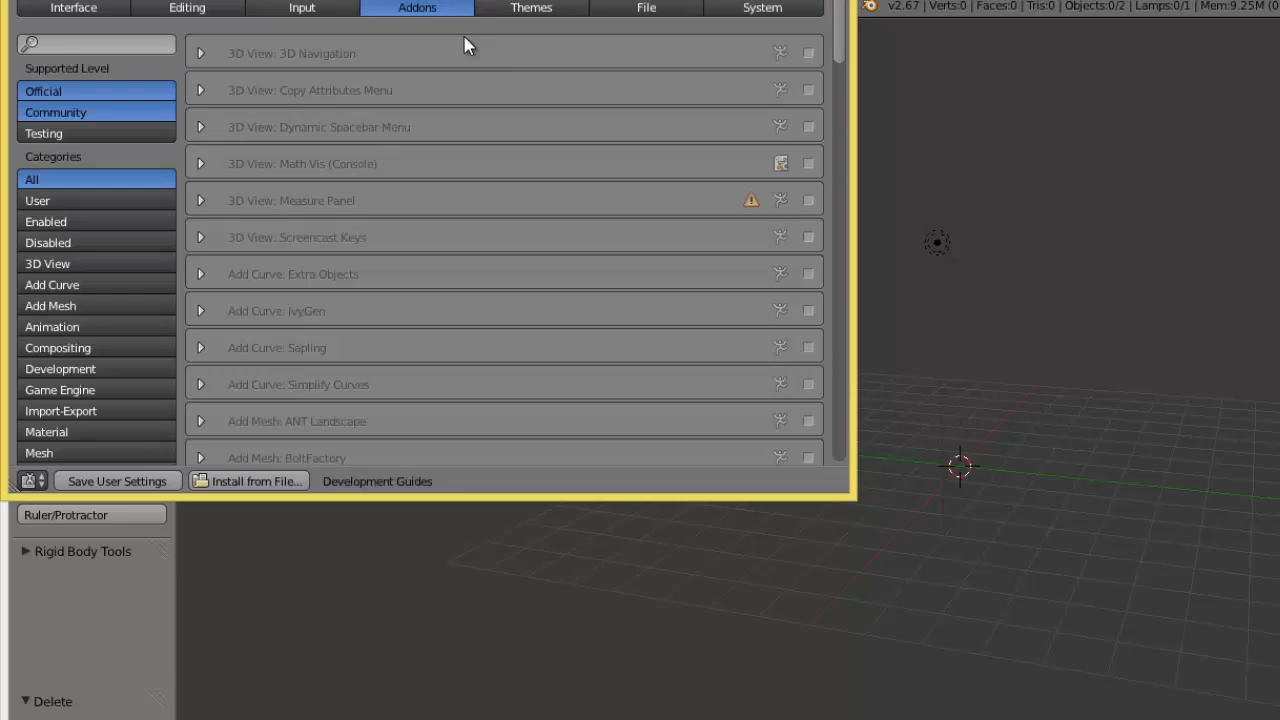 Interface Editing Input Addons Themes File System
v2.67 | Verts:0 | Faces:0 | Tris:0 | Objects:0/2 | Lamps:0/1 | Mem:9.25M (0
Supported Level
Official
Community
Testing
Categories
All
User
Enabled
Disabled
3D View
Add Curve
Add Mesh
Animation
Compositing
Development
Game Engine
Import-Export
Material
Mesh
3D View: 3D Navigation
3D View: Copy Attributes Menu
3D View: Dynamic Spacebar Menu
3D View: Math Vis (Console)
3D View: Measure Panel
3D View: Screencast Keys
Add Curve: Extra Objects
Add Curve: IvyGen
Add Curve: Sapling
Add Curve: Simplify Curves
Add Mesh: ANT Landscape
Add Mesh: BoltFactory
Save User Settings Install from File... Development Guides
Ruler/Protractor
Rigid Body Tools
Delete